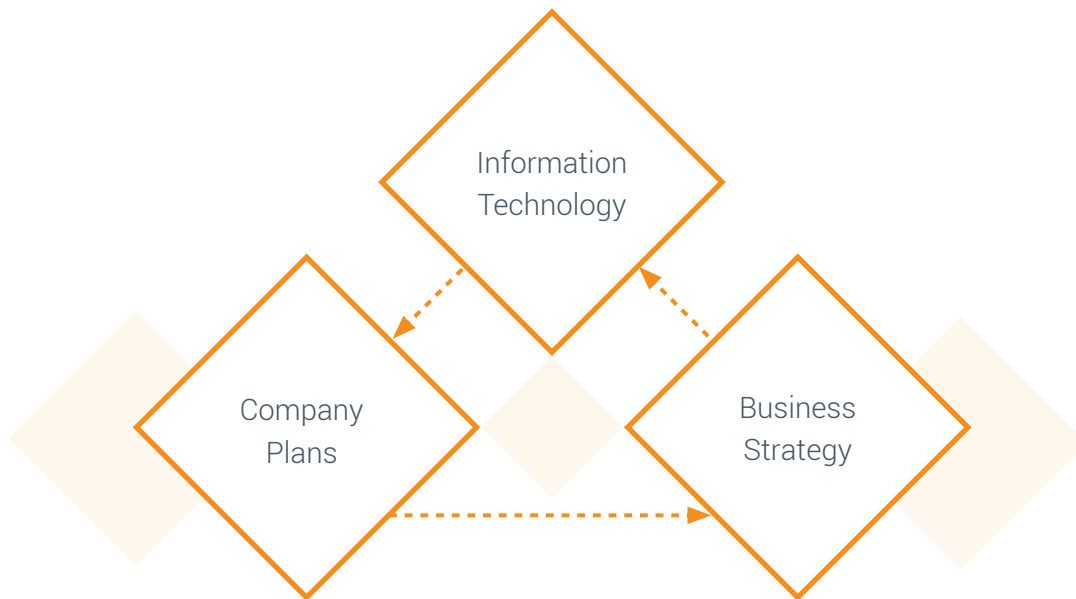 Information
Technology
Company
Plans
Business
Strategy